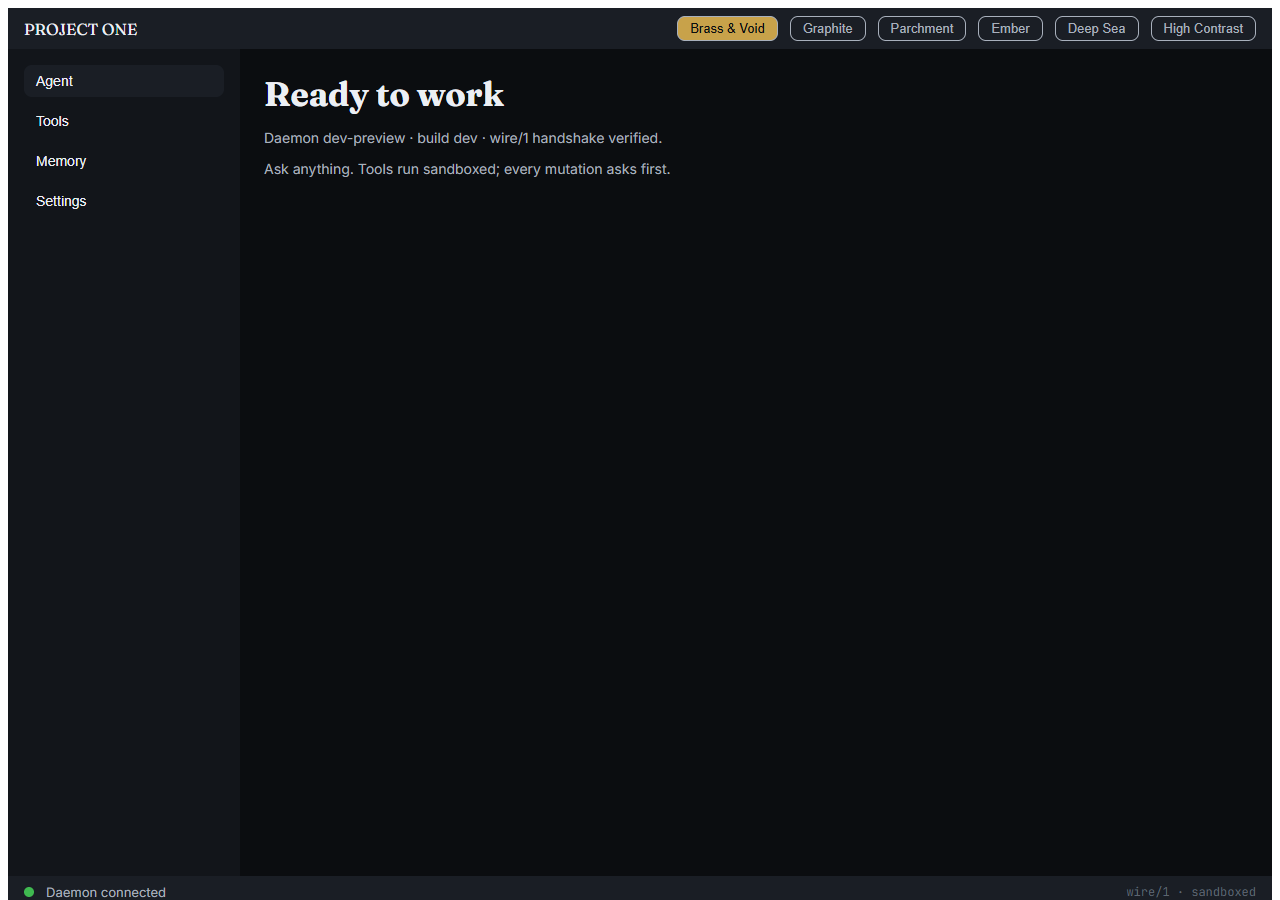 PROJECT ONE
Brass & Void
Graphite
Parchment
Ember
Deep Sea
High Contrast
Agent
Tools
Memory
Settings
Ready to work
Daemon dev-preview · build dev · wire/1 handshake verified.
Ask anything. Tools run sandboxed; every mutation asks first.
Daemon connected
wire/1 · sandboxed